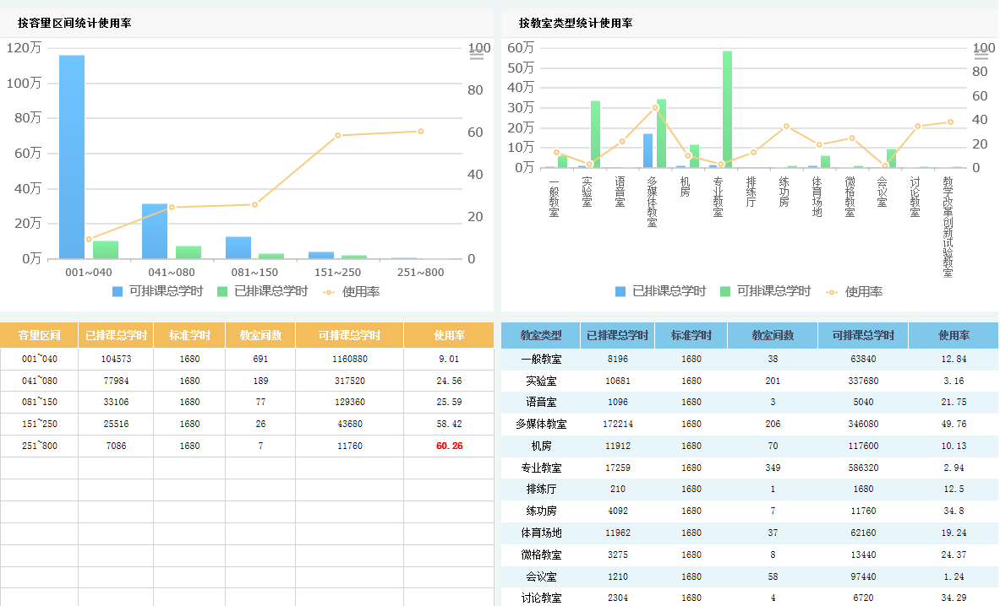 按容量区间统计使用率
120万
100万
80万
60万
40万
20万
0万
100
80
60
40
20
0
001~040 041~080 081~150 151~250 251~800
可排课总学时 已排课总学时 使用率
按教室类型统计使用率
60万
50万
40万
30万
20万
10万
0万
100
80
60
40
20
0
一般教室 实验室 语音室 多媒体教室 机房 专业教室 排练厅 练功房 体育场地 微格教室 会议室 讨论教室 教学改革创新试验教室
已排课总学时 可排课总学时 使用率
容量区间 已排课总学时 标准学时 教室间数 可排课总学时 使用率
001~040 104573 1680 691 1160880 9.01
041~080 77984 1680 189 317520 24.56
081~150 33106 1680 77 129360 25.59
151~250 25516 1680 26 43680 58.42
251~800 7086 1680 7 11760 60.26
教室类型 已排课总学时 标准学时 教室间数 可排课总学时 使用率
一般教室 8196 1680 38 63840 12.84
实验室 10681 1680 201 337680 3.16
语音室 1096 1680 3 5040 21.75
多媒体教室 172214 1680 206 346080 49.76
机房 11912 1680 70 117600 10.13
专业教室 17259 1680 349 586320 2.94
排练厅 210 1680 1 1680 12.5
练功房 4092 1680 7 11760 34.8
体育场地 11962 1680 37 62160 19.24
微格教室 3275 1680 8 13440 24.37
会议室 1210 1680 58 97440 1.24
讨论教室 2304 1680 4 6720 34.29